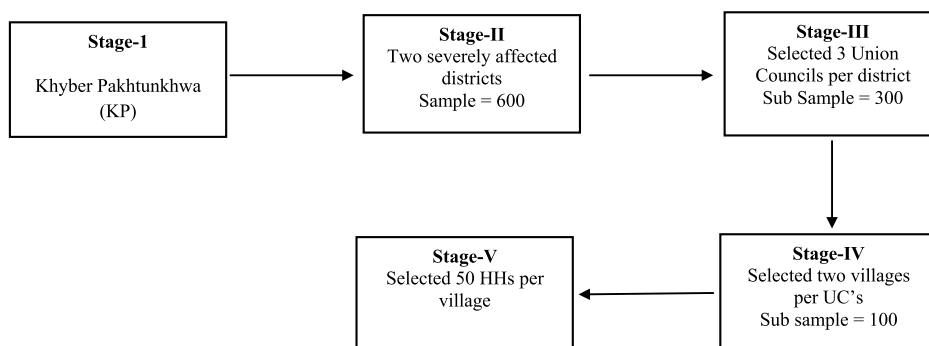 Stage-1
Khyber Pakhtunkhwa
(KP)
Stage-II
Two severely affected
districts
Sample = 600
Stage-III
Selected 3 Union
Councils per district
Sub Sample = 300
Stage-IV
Selected two villages
per UC’s
Sub sample = 100
Stage-V
Selected 50 HHs per
village